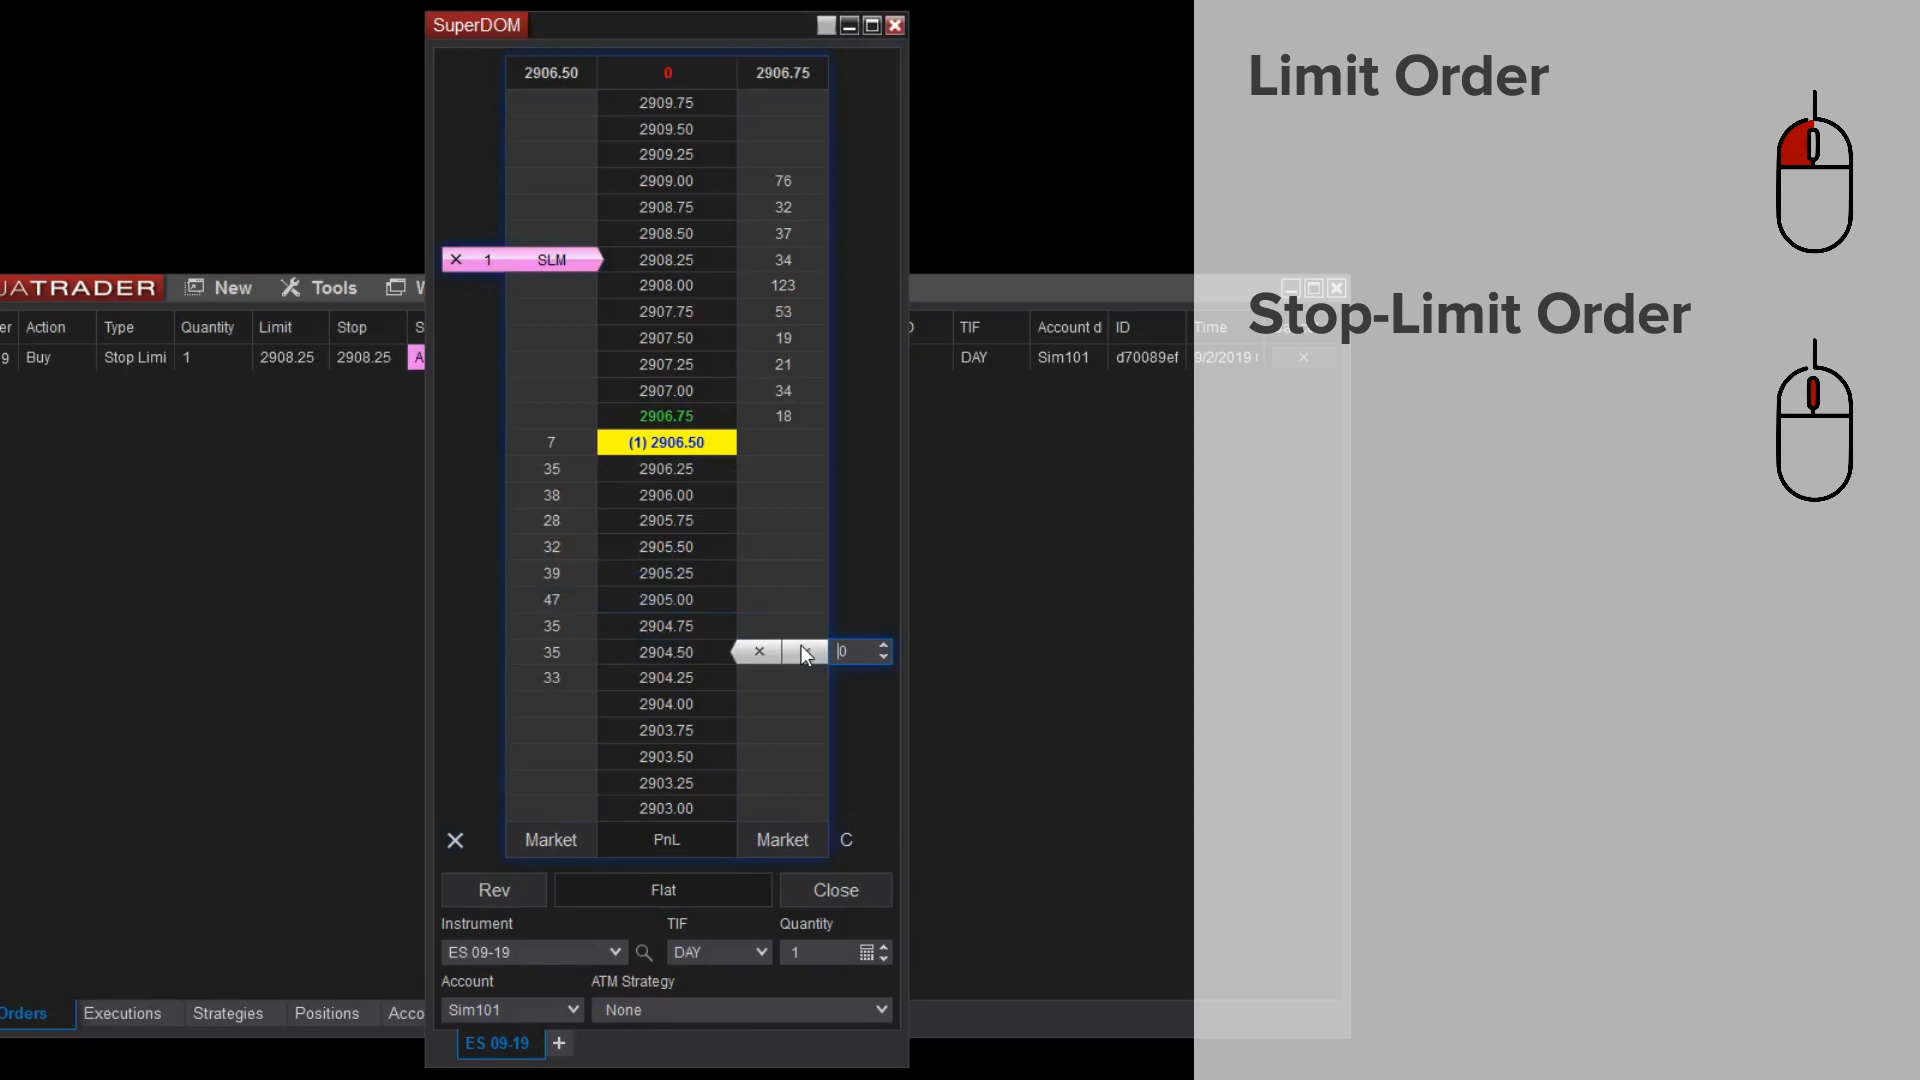 SuperDOM
2906.50 0 2906.75
2909.75
2909.50
2909.25
2909.00 76
2908.75 32
2908.50 37
1 SLM 2908.25 34
2908.00 123
2907.75 53
2907.50 19
2907.25 21
2907.00 34
2906.75 18
7 (1) 2906.50
35 2906.25
38 2906.00
28 2905.75
32 2905.50
39 2905.25
47 2905.00
35 2904.75
35 2904.50 0
33 2904.25
2904.00
2903.75
2903.50
2903.25
2903.00
Market PnL Market C
Rev Flat Close
Instrument TIF Quantity
ES 09-19 DAY 1
Account ATM Strategy
Sim101 None
ES 09-19 +
JATRADER New Tools
er Action Type Quantity Limit Stop S TIF Account d ID Time
9 Buy Stop Limi 1 2908.25 2908.25 A DAY Sim101 d70089ef 9/2/2019
Orders Executions Strategies Positions Acco
Limit Order
Stop-Limit Order